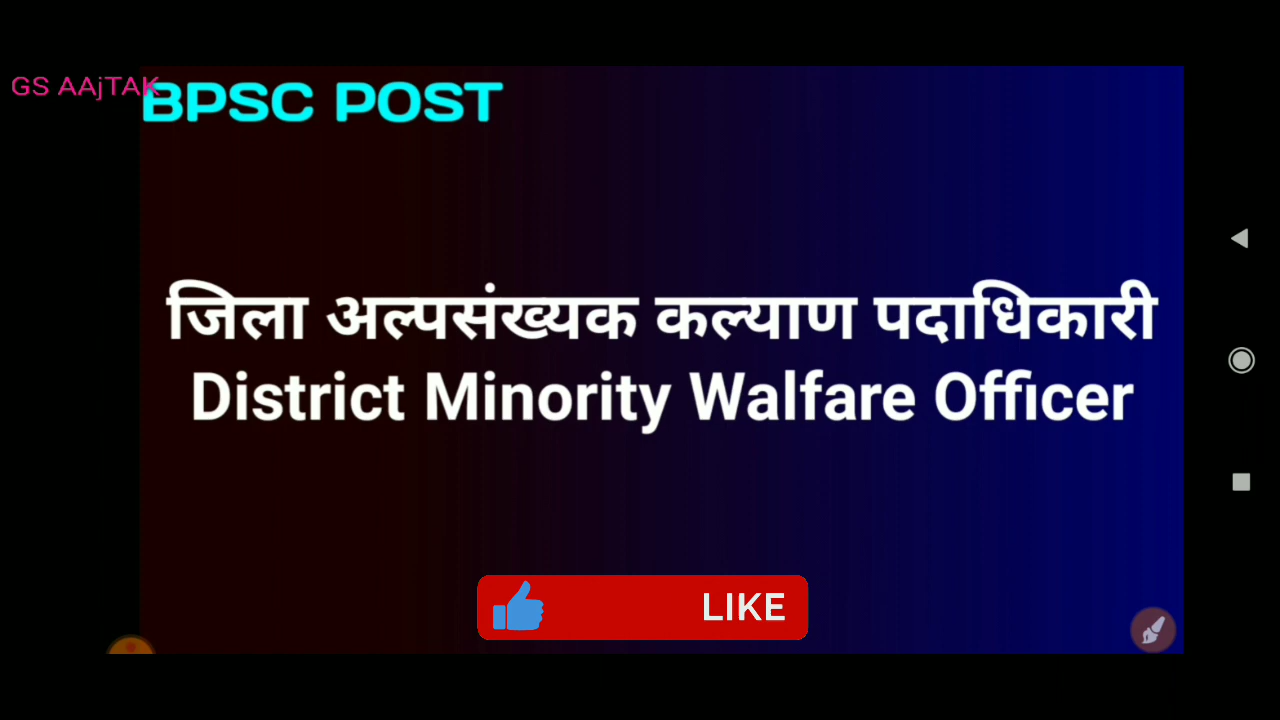 GS AAjTAK
BPSC POST
जिला अल्पसंख्यक कल्याण पदाधिकारी
District Minority Walfare Officer
LIKE